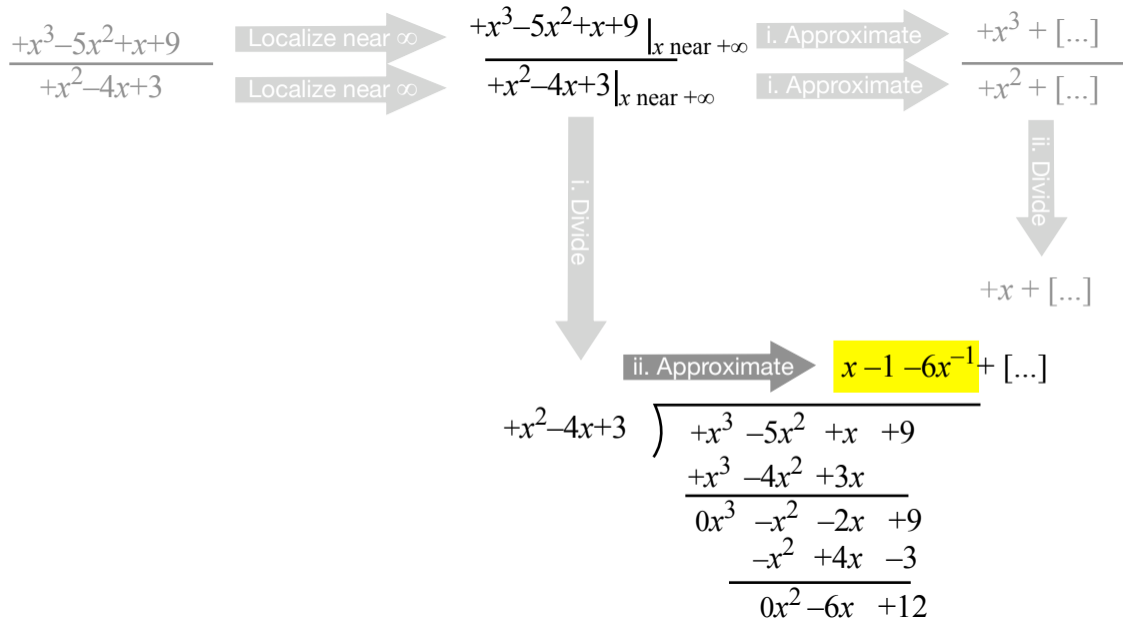 +x³–5x²+x+9
+x²–4x+3
Localize near ∞
Localize near ∞
+x³–5x²+x+9|x near +∞
+x²–4x+3|x near +∞
i. Approximate
i. Approximate
+x³ + [...]
+x² + [...]
i. Divide
ii. Divide
+x + [...]
ii. Approximate
x –1 –6x⁻¹+ [...]
+x²–4x+3 ) +x³ –5x² +x +9
+x³ –4x² +3x
0x³ –x² –2x +9
–x² +4x –3
0x² –6x +12